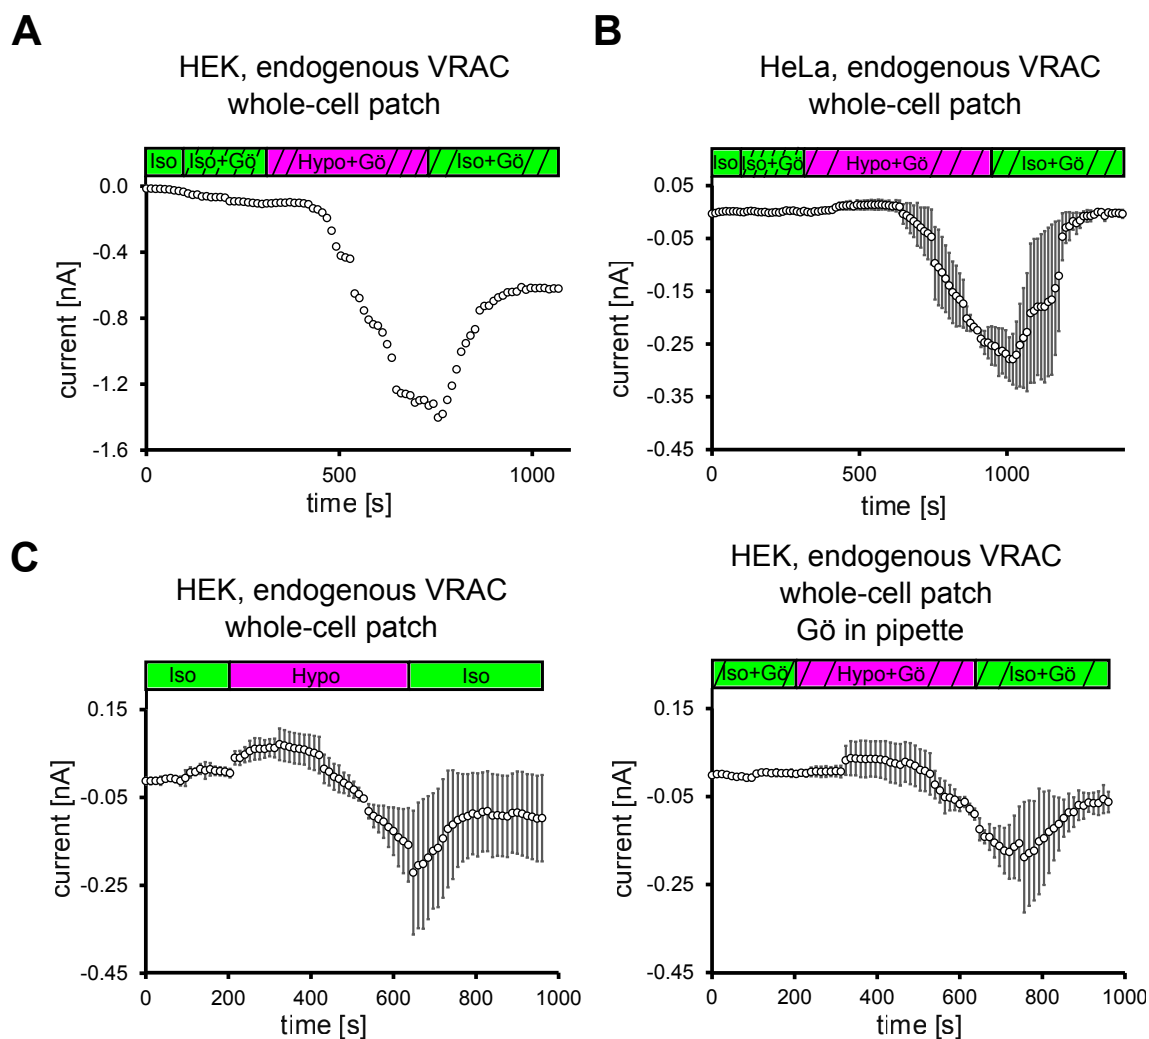 A
HEK, endogenous VRAC
whole-cell patch
Iso Iso+Gö Hypo+Gö Iso+Gö
0.0
-0.4
-0.8
-1.2
-1.6
current [nA]
0 500 1000
time [s]
B
HeLa, endogenous VRAC
whole-cell patch
Iso Iso+Gö Hypo+Gö Iso+Gö
0.05
-0.05
-0.15
-0.25
-0.35
-0.45
current [nA]
0 500 1000
time [s]
C
HEK, endogenous VRAC
whole-cell patch
Iso Hypo Iso
0.15
-0.05
-0.25
-0.45
current [nA]
0 200 400 600 800 1000
time [s]
HEK, endogenous VRAC
whole-cell patch
Gö in pipette
Iso+Gö Hypo+Gö Iso+Gö
0.15
-0.05
-0.25
-0.45
current [nA]
0 200 400 600 800 1000
time [s]